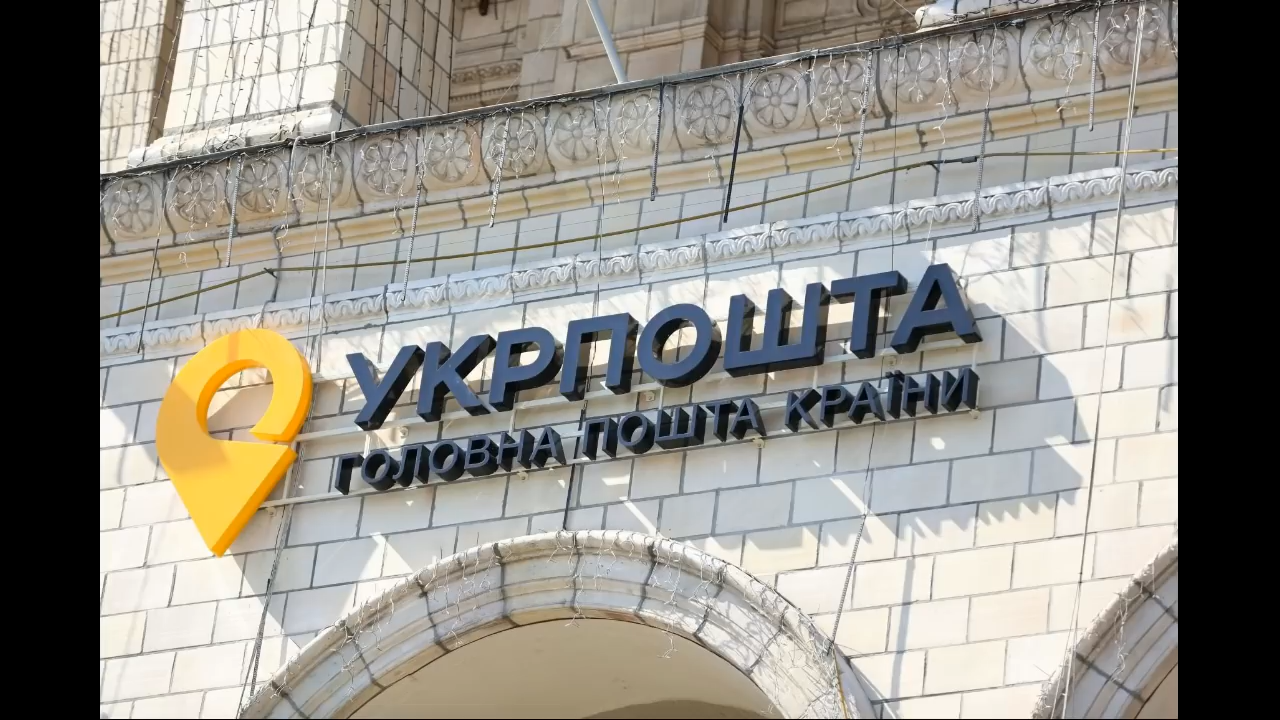 УКРПОШТА
ГОЛОВНА ПОШТА КРАЇНИ